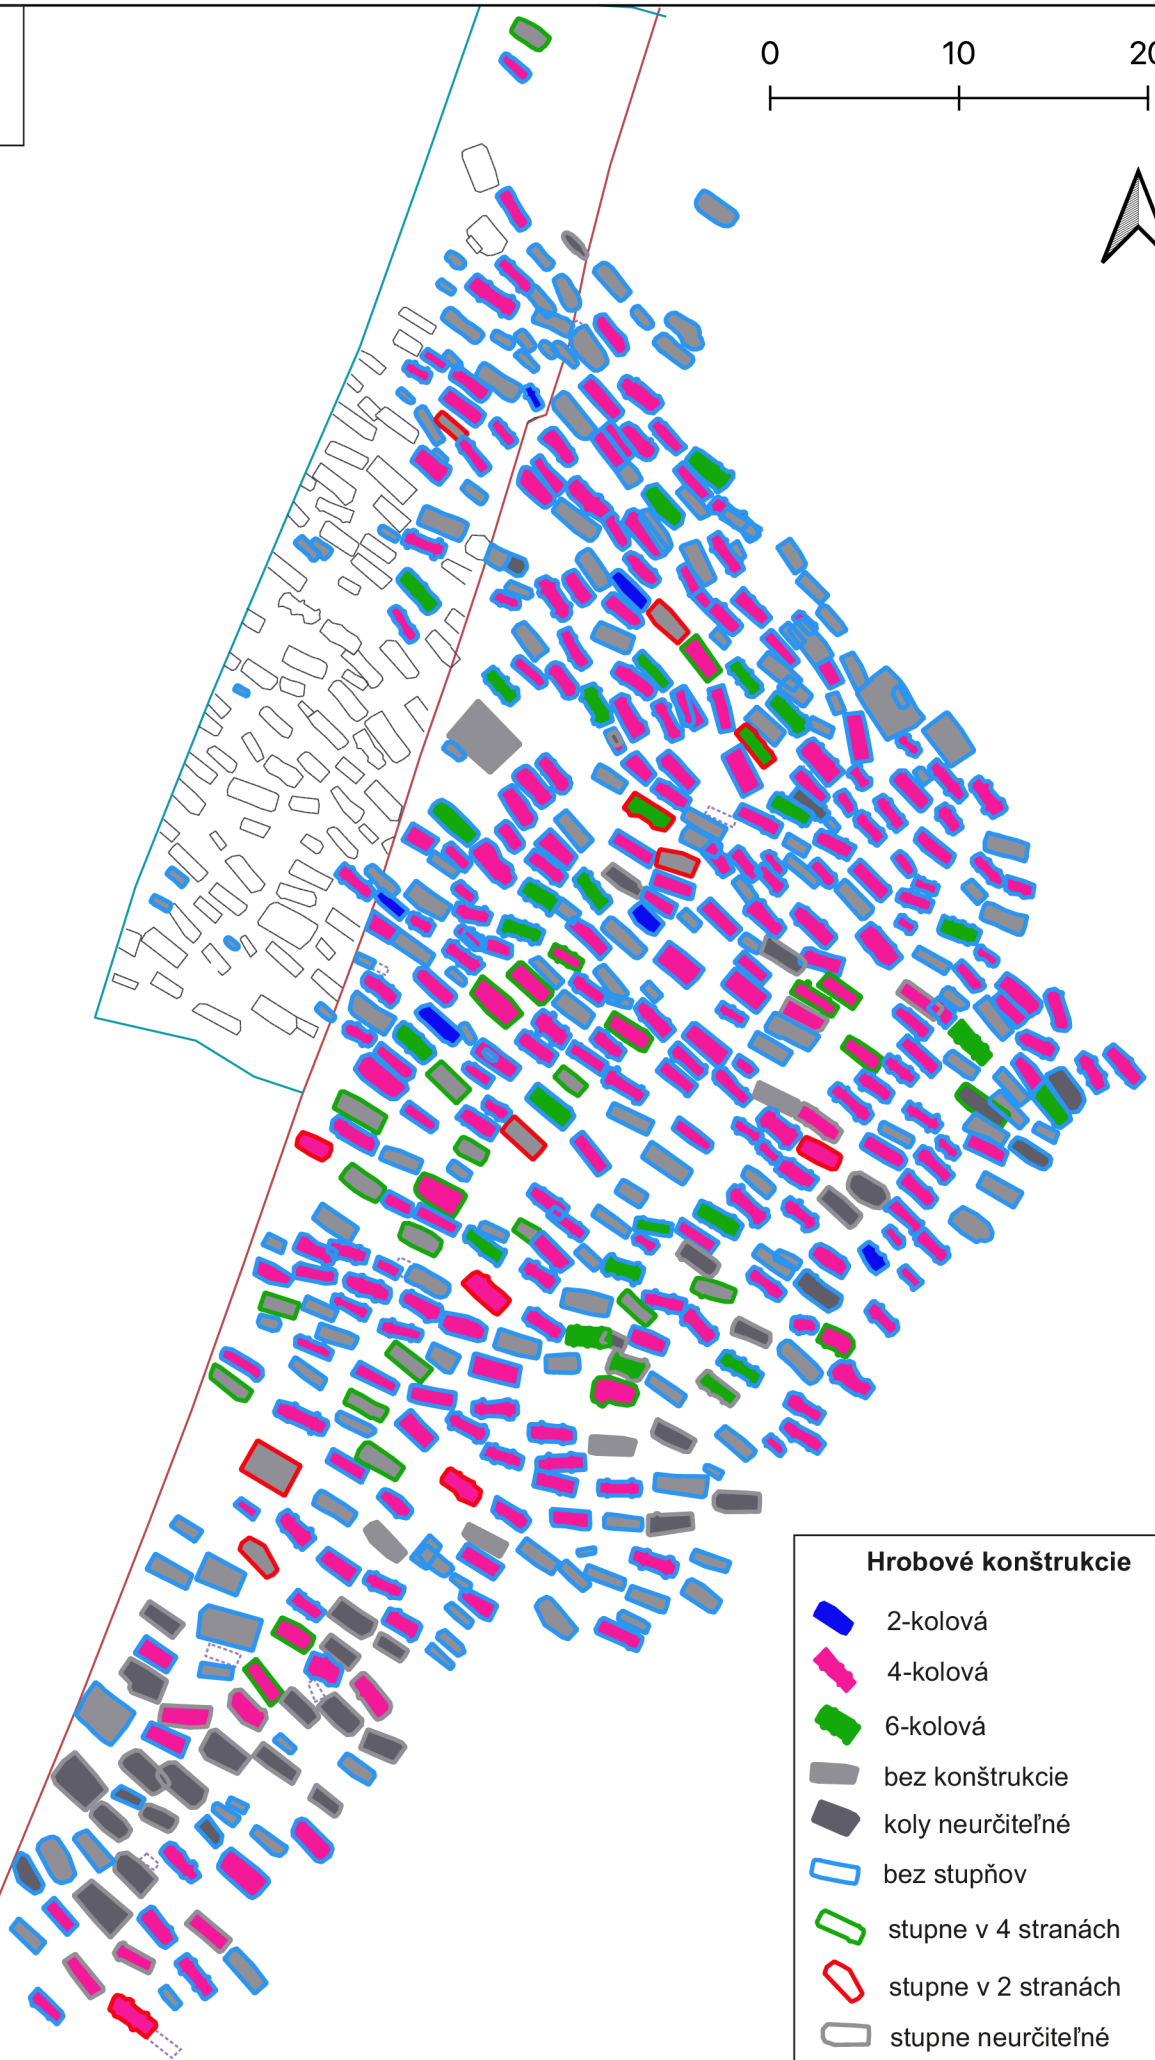 0 10
Hrobové konštrukcie
2-kolová
4-kolová
6-kolová
bez konštrukcie
koly neurčiteľné
bez stupňov
stupne v 4 stranách
stupne v 2 stranách
stupne neurčiteľné